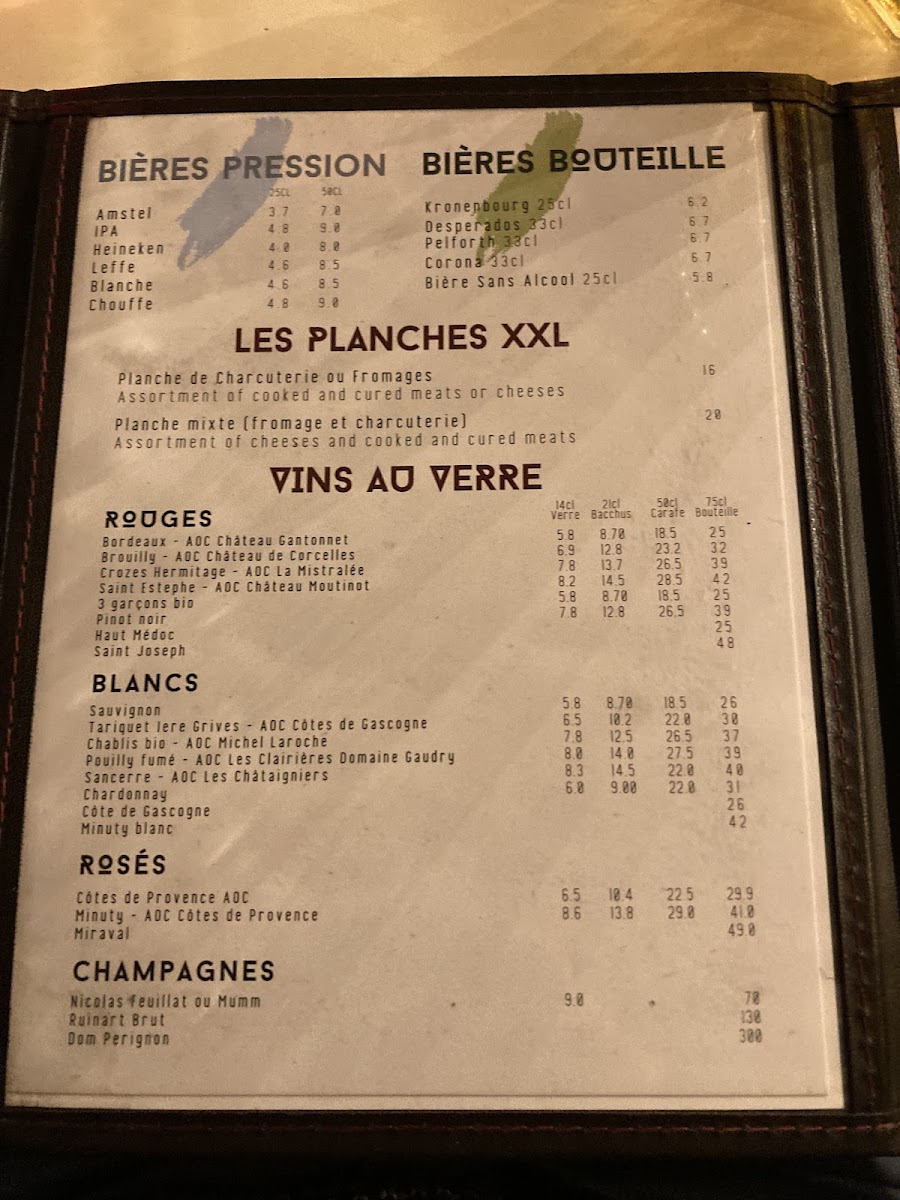 BIÈRES PRESSION
25CL 50CL
Amstel 3.7 7.0
IPA 4.8 9.0
Heineken 4.0 8.0
Leffe 4.6 8.5
Blanche 4.6 8.5
Chouffe 4.8 9.0
BIÈRES BOUTEILLE
Kronenbourg 25cl 6.2
Desperados 33cl 6.7
Pelforth 33cl 6.7
Corona 33cl 6.7
Bière Sans Alcool 25cl 5.8
LES PLANCHES XXL
Planche de Charcuterie ou Fromages 16
Assortment of cooked and cured meats or cheeses
Planche mixte (fromage et charcuterie) 20
Assortment of cheeses and cooked and cured meats
VINS AU VERRE
14cl 21cl 50cl 75cl
ROUGES Verre Bacchus Carafe Bouteille
Bordeaux - AOC Château Gantonnet 5.8 8.70 18.5 25
Brouilly - AOC Château de Corcelles 6.9 12.8 23.2 32
Crozes Hermitage - AOC La Mistralée 7.8 13.7 26.5 39
Saint Estephe - AOC Château Moutinot 8.2 14.5 28.5 42
3 garçons bio 5.8 8.70 18.5 25
Pinot noir 7.8 12.8 26.5 39
Haut Médoc 25
Saint Joseph 48
BLANCS
Sauvignon 5.8 8.70 18.5 26
Tariquet 1ere Grives - AOC Côtes de Gascogne 6.5 10.2 22.0 30
Chablis bio - AOC Michel Laroche 7.8 12.5 26.5 37
Pouilly fumé - AOC Les Clairières Domaine Gaudry 8.0 14.0 27.5 39
Sancerre - AOC Les Châtaigniers 8.3 14.5 22.0 40
Chardonnay 6.0 9.00 22.0 31
Côte de Gascogne 26
Minuty blanc 42
ROSÉS
Côtes de Provence AOC 6.5 10.4 22.5 29.9
Minuty - AOC Côtes de Provence 8.6 13.8 29.0 41.0
Miraval 49.0
CHAMPAGNES
Nicolas feuillat ou Mumm 9.0 70
Ruinart Brut 130
Dom Perignon 300